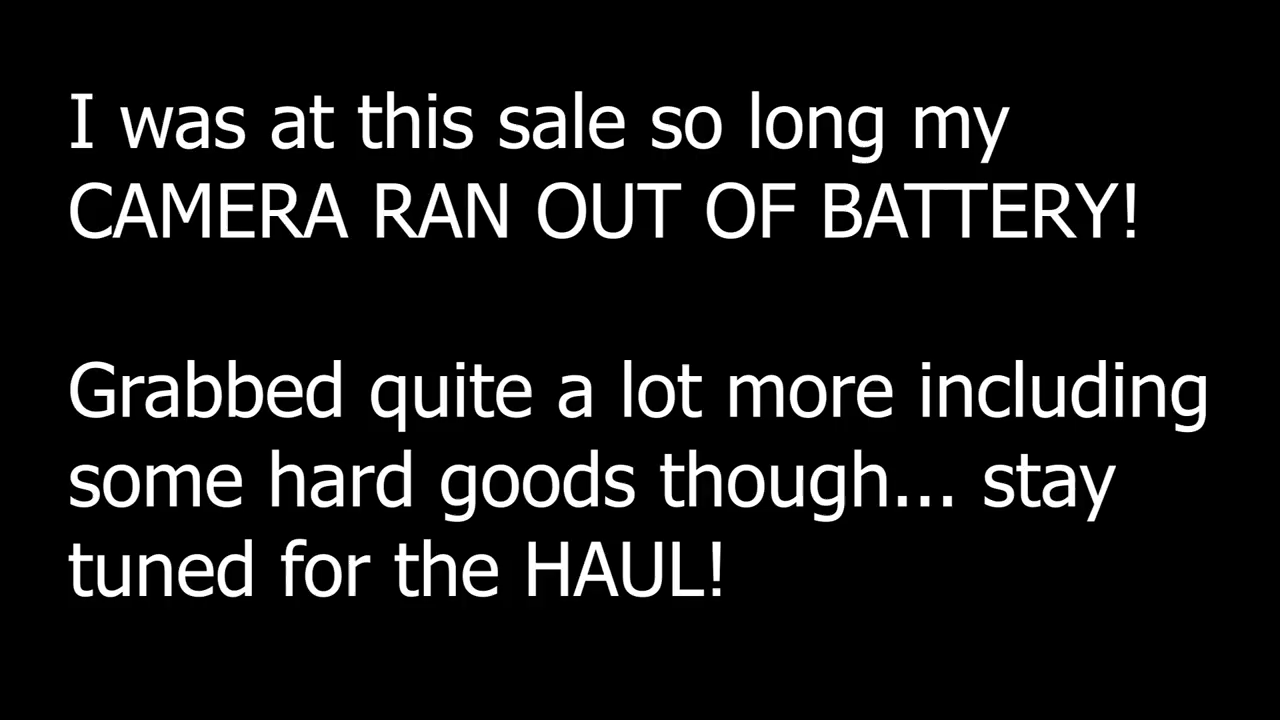 I was at this sale so long my
CAMERA RAN OUT OF BATTERY!
Grabbed quite a lot more including
some hard goods though... stay
tuned for the HAUL!